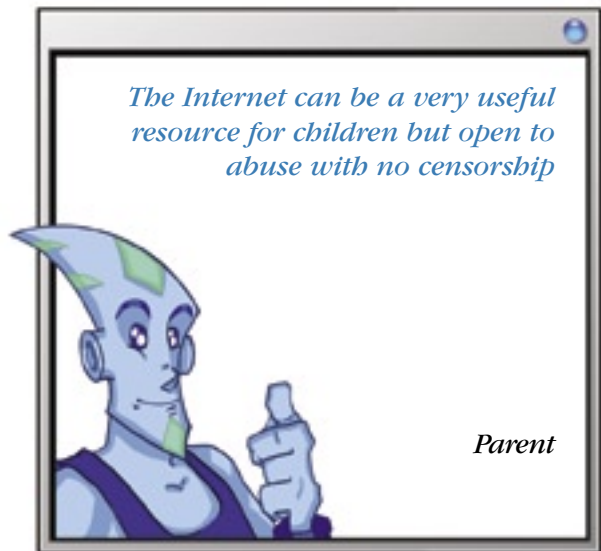 The Internet can be a very useful
resource for children but open to
abuse with no censorship
Parent